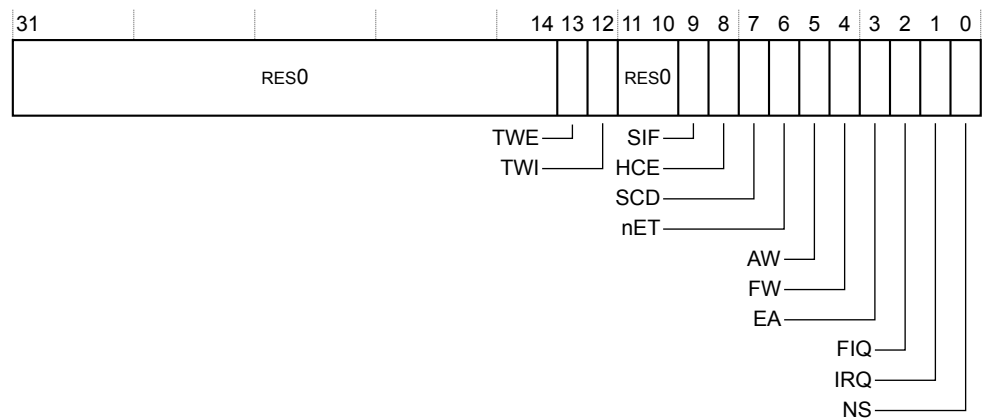 31 14 13 12 11 10 9 8 7 6 5 4 3 2 1 0
RES0 RES0
TWE SIF
TWI HCE
SCD
nET
AW
FW
EA
FIQ
IRQ
NS